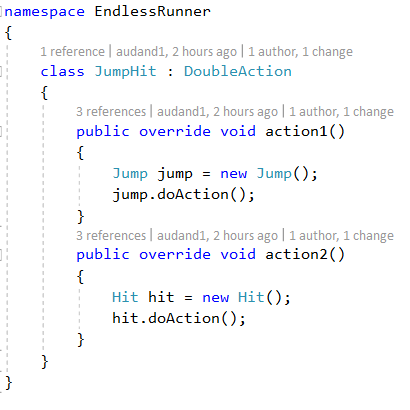 namespace EndlessRunner
{
1 reference | audand1, 2 hours ago | 1 author, 1 change
class JumpHit : DoubleAction
{
3 references | audand1, 2 hours ago | 1 author, 1 change
public override void action1()
{
Jump jump = new Jump();
jump.doAction();
}
3 references | audand1, 2 hours ago | 1 author, 1 change
public override void action2()
{
Hit hit = new Hit();
hit.doAction();
}
}
}